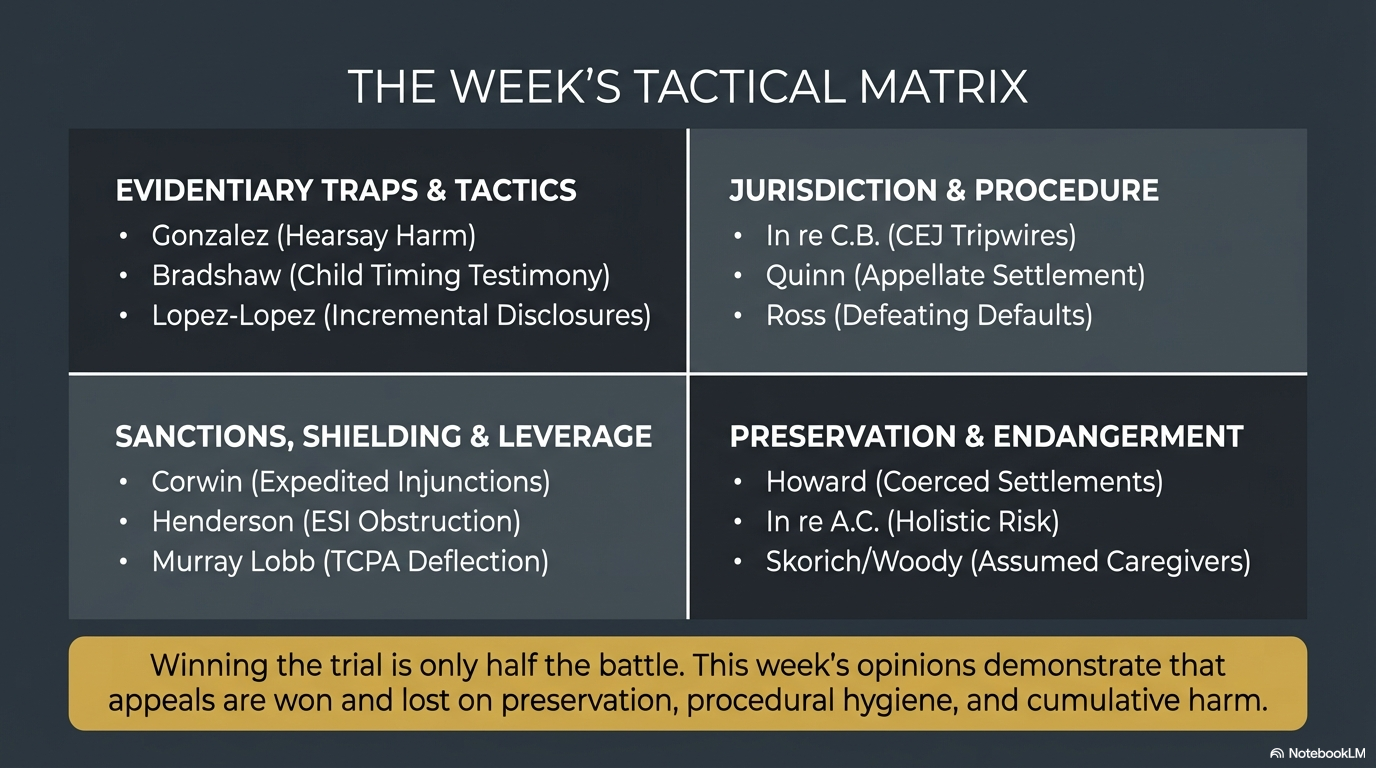 THE WEEK’S TACTICAL MATRIX
EVIDENTIARY TRAPS & TACTICS
• Gonzalez (Hearsay Harm)
• Bradshaw (Child Timing Testimony)
• Lopez-Lopez (Incremental Disclosures)
JURISDICTION & PROCEDURE
• In re C.B. (CEJ Tripwires)
• Quinn (Appellate Settlement)
• Ross (Defeating Defaults)
SANCTIONS, SHIELDING & LEVERAGE
• Corwin (Expedited Injunctions)
• Henderson (ESI Obstruction)
• Murray Lobb (TCPA Deflection)
PRESERVATION & ENDANGERMENT
• Howard (Coerced Settlements)
• In re A.C. (Holistic Risk)
• Skorich/Woody (Assumed Caregivers)
Winning the trial is only half the battle. This week’s opinions demonstrate that
appeals are won and lost on preservation, procedural hygiene, and cumulative harm.
NotebookLM